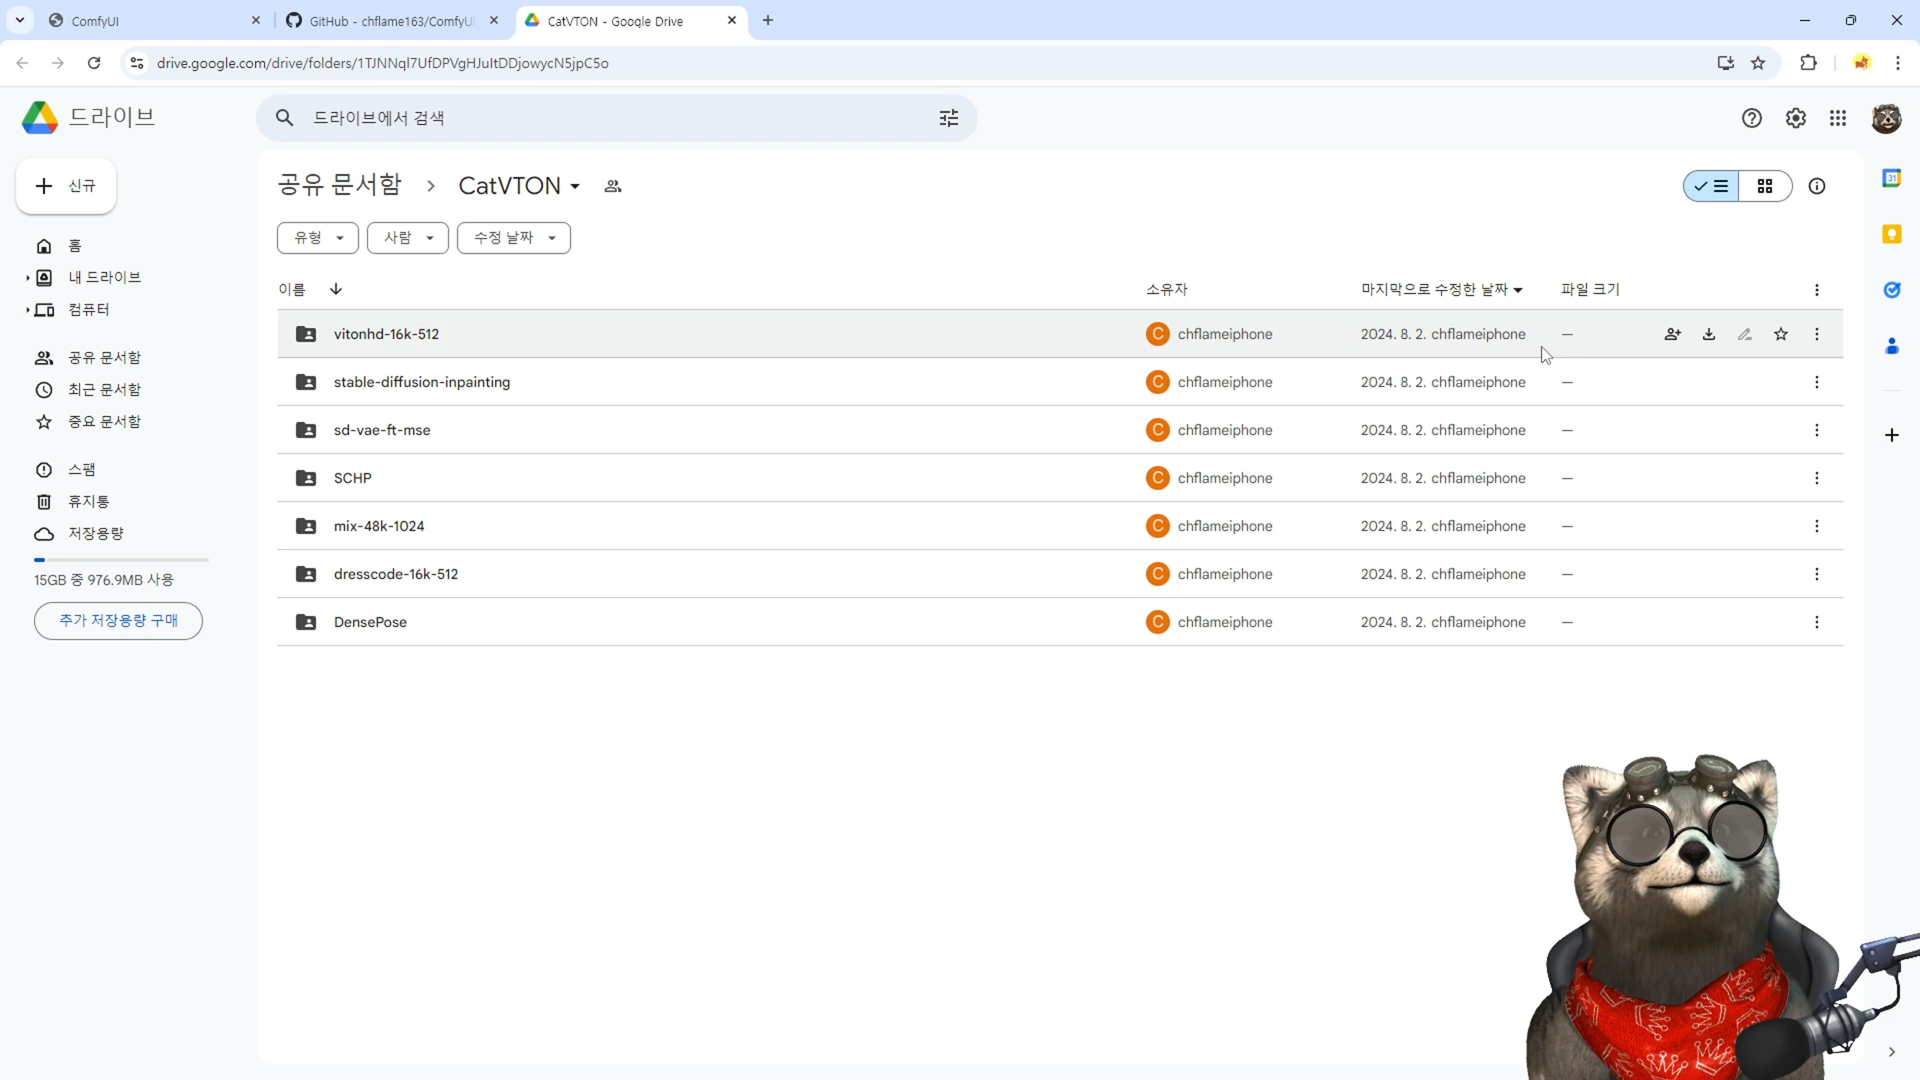 ComfyUI
GitHub - chflame163/ComfyUI
CatVTON - Google Drive
drive.google.com/drive/folders/1TJNNql7UfDPVgHJuItDDjowycN5jpC5o
드라이브
드라이브에서 검색
신규
공유 문서함
CatVTON
홈
내 드라이브
컴퓨터
공유 문서함
최근 문서함
중요 문서함
스팸
휴지통
저장용량
15GB 중 976.9MB 사용
추가 저장용량 구매
유형
사람
수정 날짜
이름 소유자 마지막으로 수정한 날짜 파일 크기
vitonhd-16k-512 C chflameiphone 2024. 8. 2. chflameiphone —
stable-diffusion-inpainting C chflameiphone 2024. 8. 2. chflameiphone —
sd-vae-ft-mse C chflameiphone 2024. 8. 2. chflameiphone —
SCHP C chflameiphone 2024. 8. 2. chflameiphone —
mix-48k-1024 C chflameiphone 2024. 8. 2. chflameiphone —
dresscode-16k-512 C chflameiphone 2024. 8. 2. chflameiphone —
DensePose C chflameiphone 2024. 8. 2. chflameiphone —
31